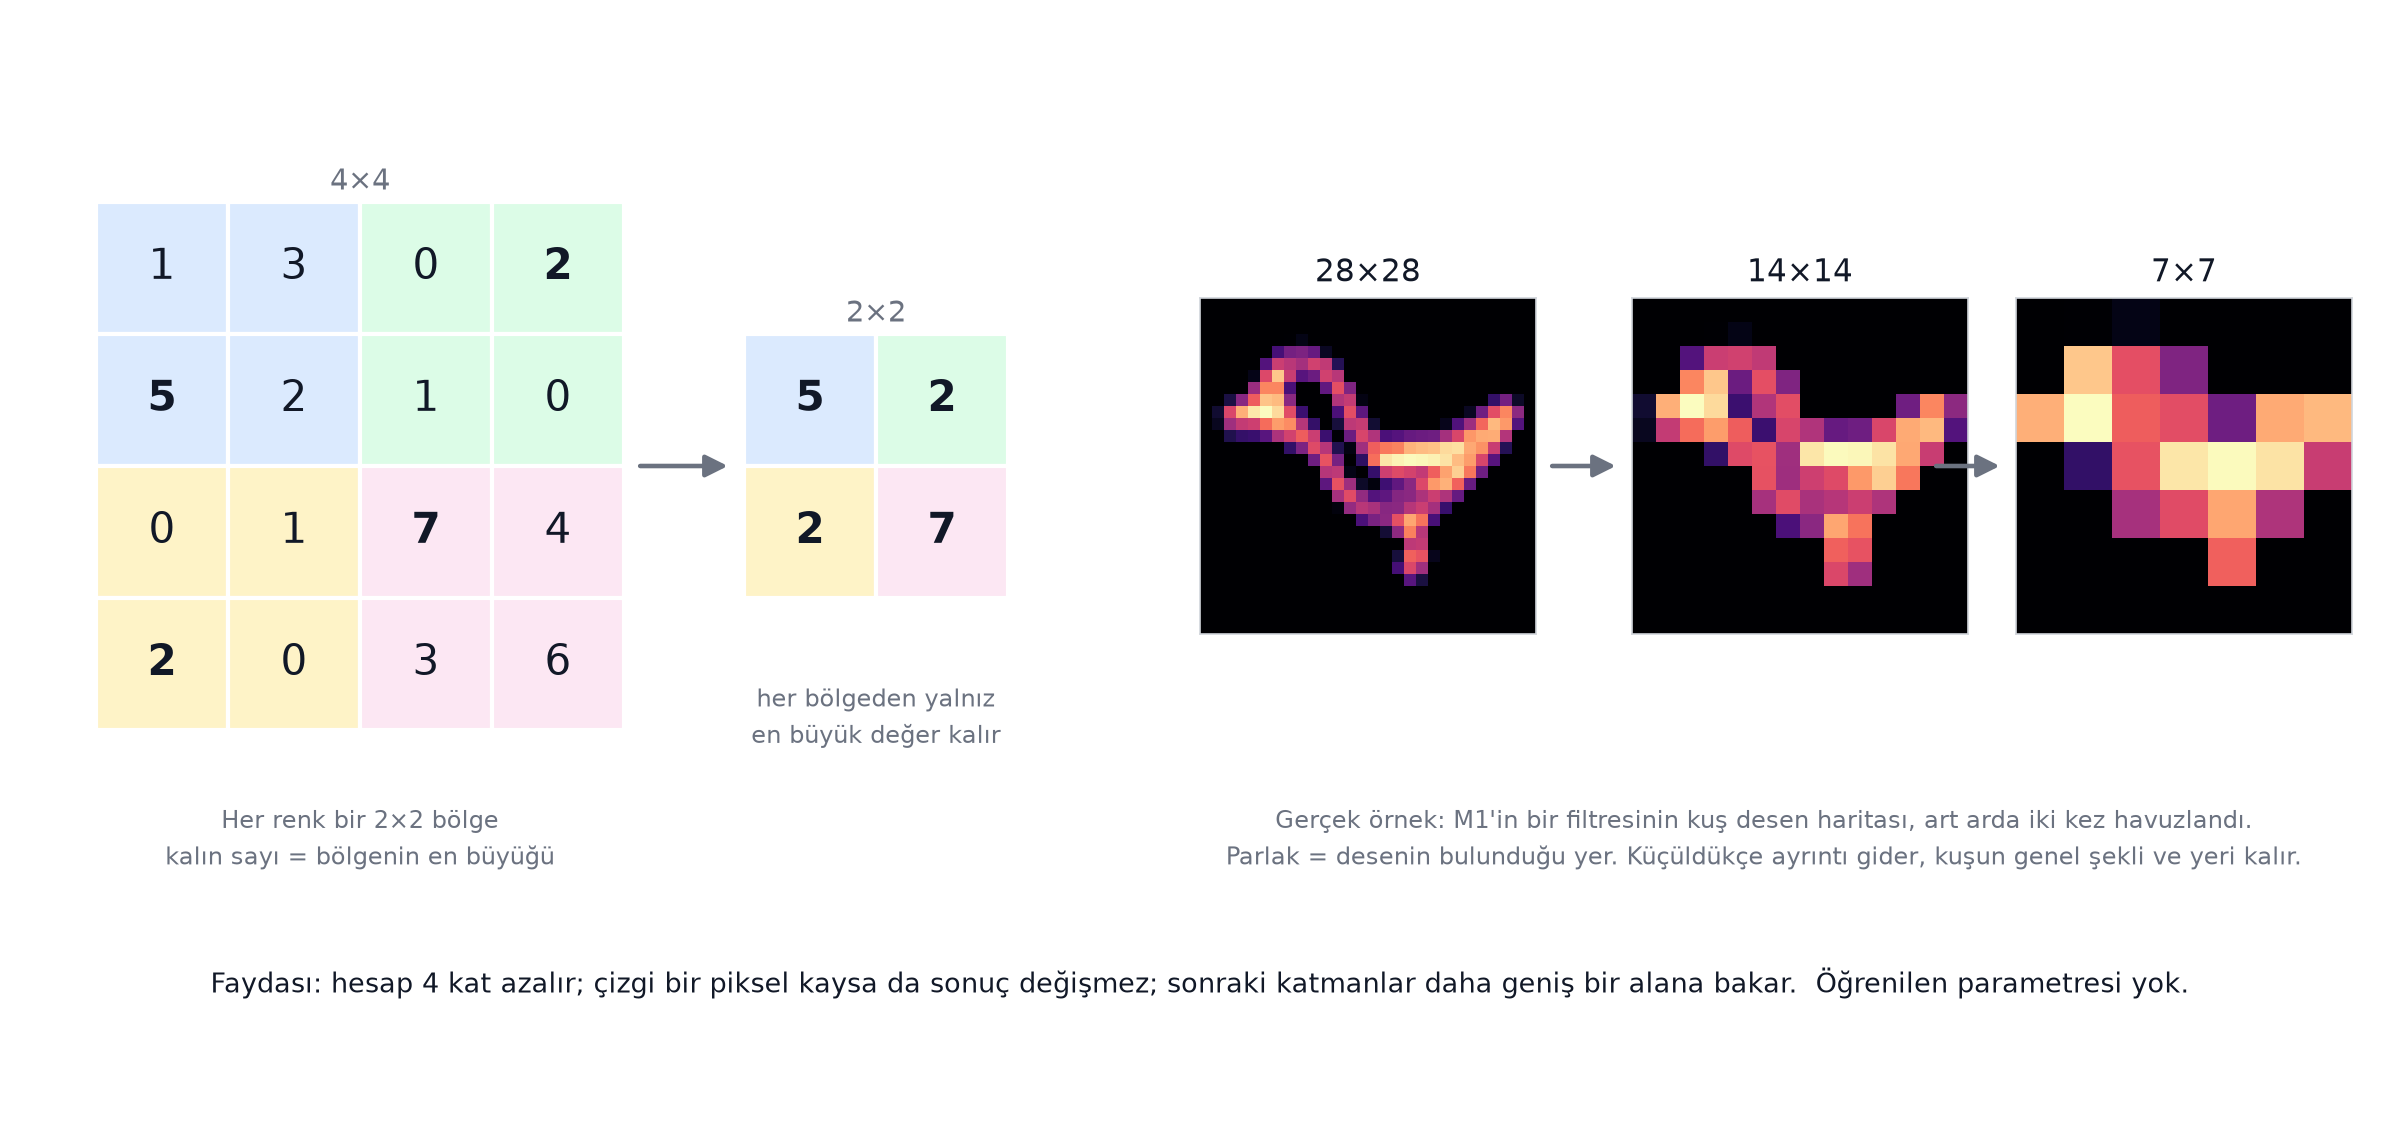 4×4
1 3 0 2
5 2 1 0
0 1 7 4
2 0 3 6
2×2
5 2
2 7
her bölgeden yalnız
en büyük değer kalır
Her renk bir 2×2 bölge
kalın sayı = bölgenin en büyüğü
28×28
14×14
7×7
Gerçek örnek: M1'in bir filtresinin kuş desen haritası, art arda iki kez havuzlandı.
Parlak = desenin bulunduğu yer. Küçüldükçe ayrıntı gider, kuşun genel şekli ve yeri kalır.
Faydası: hesap 4 kat azalır; çizgi bir piksel kaysa da sonuç değişmez; sonraki katmanlar daha geniş bir alana bakar.  Öğrenilen parametresi yok.